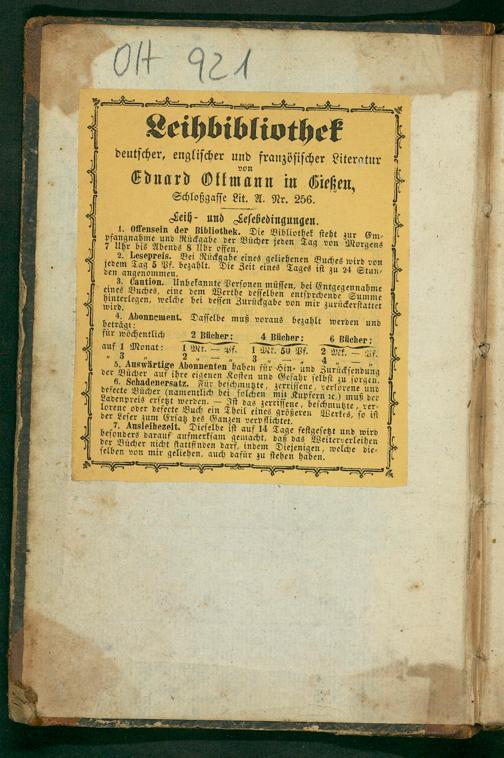 OH 921
Leihbibliothek
deutscher, englischer und französischer Literatur
von
Eduard Ottmann in Gießen,
Schloßgasse Lit. A. Nr. 256.
Leih- und Lesebedingungen.
1. Offensein der Bibliothek. Die Bibliothek steht zur Em-
pfangnahme und Rückgabe der Bücher jeden Tag von Morgens
7 Uhr bis Abends 8 Uhr offen.
2. Lesepreis. Bei Rückgabe eines geliehenen Buches wird von
jedem Tag 5 Pf. bezahlt. Die Zeit eines Tages ist zu 24 Stun-
den angenommen.
3. Caution. Unbekannte Personen müssen, bei Entgegennahme
eines Buches, eine dem Werthe desselben entsprechende Summe
hinterlegen, welche bei dessen Zurückgabe von mir zurückerstattet
wird.
4. Abonnement. Dasselbe muß voraus bezahlt werden und
beträgt:
für wöchentlich 2 Bücher: 4 Bücher: 6 Bücher:
auf 1 Monat: 1 Mk. — Pf. 1 Mk. 50 Pf. 2 Mk. — Pf.
„ 3 „ 2 „ — „ 3 „ — „ 4 „ — „
5. Auswärtige Abonnenten haben für Hin- und Zurücksendung
der Bücher auf ihre eigenen Kosten und Gefahr selbst zu sorgen.
6. Schadenersatz. Für beschmutzte, zerrissene, verlorene und
defecte Bücher (namentlich bei solchen mit Kupfern ꝛc.) muß der
Ladenpreis ersetzt werden. — Ist das zerrissene, beschmutzte, ver-
lorene oder defecte Buch ein Theil eines größeren Werkes, so ist
der Leser zum Ersatz des Ganzen verpflichtet.
7. Ausleihezeit. Dieselbe ist auf 14 Tage festgesetzt und wird
besonders darauf aufmerksam gemacht, daß das Weiterverleihen
der Bücher nicht stattfinden darf, indem Diejenigen, welche die-
selben von mir geliehen, auch dafür zu stehen haben.